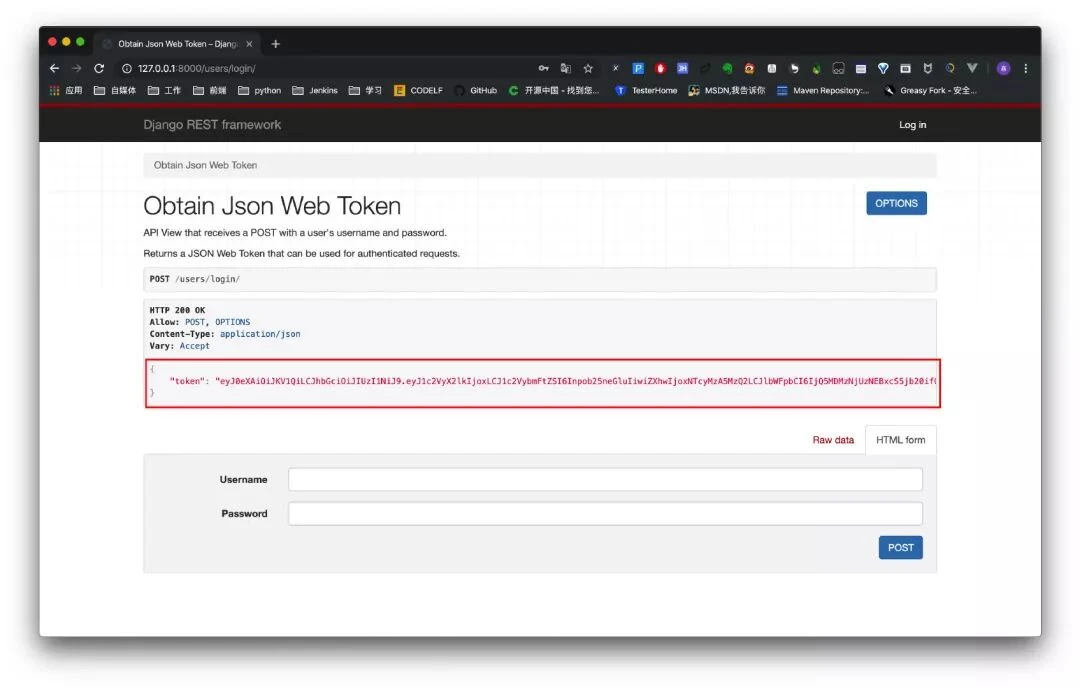 Obtain Json Web Token – Djang
127.0.0.1:8000/users/login/
应用 自媒体 工作 前端 python Jenkins 学习 CODELF GitHub 开源中国 - 找到您... TesterHome MSDN,我告诉你 Maven Repository:... Greasy Fork - 安全...
Django REST framework Log in
Obtain Json Web Token
Obtain Json Web Token OPTIONS
API View that receives a POST with a user's username and password.
Returns a JSON Web Token that can be used for authenticated requests.
POST /users/login/
HTTP 200 OK
Allow: POST, OPTIONS
Content-Type: application/json
Vary: Accept
{
"token":
}
Raw data HTML form
Username
Password
POST